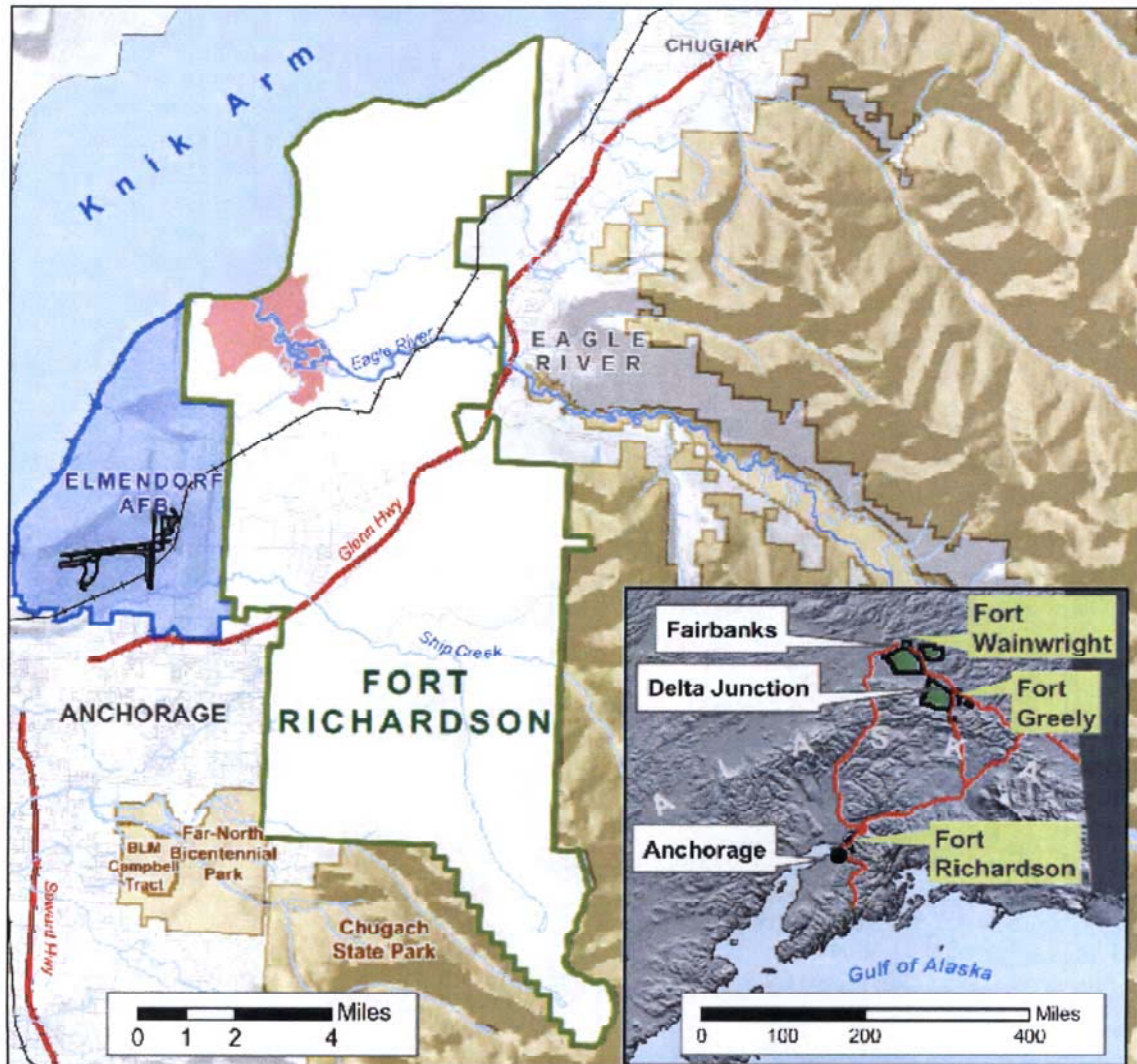 CHUGIAK
Knik Arm
EAGLE
RIVER
Eagle River
ELMENDORF
AFB
Glenn Hwy
Ship Creek
FORT
RICHARDSON
ANCHORAGE
Far-North
Bicentennial
Park
BLM
Campbell
Tract
Seward Hwy
Chugach
State Park
Miles
0 1 2 4
Fairbanks
Fort
Wainwright
Delta Junction
Fort
Greely
ALASKA
Anchorage
Fort
Richardson
Gulf of Alaska
Miles
0 100 200 400